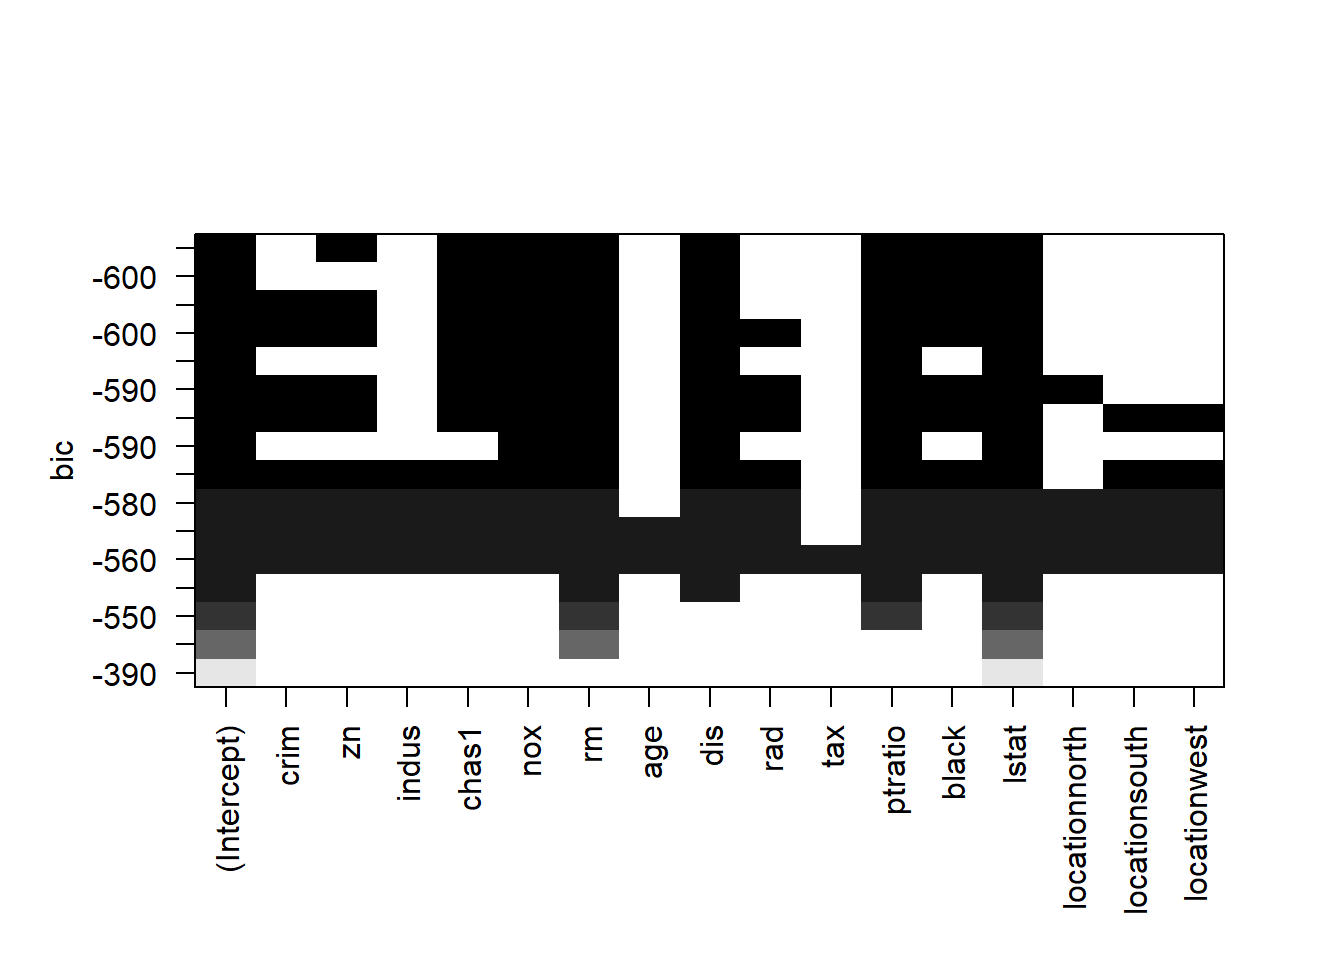 -600
-600
-590
-590
-580
-560
-550
-390
bic
(Intercept)
crim
zn
indus
chas1
nox
rm
age
dis
rad
tax
ptratio
black
lstat
locationnorth
locationsouth
locationwest